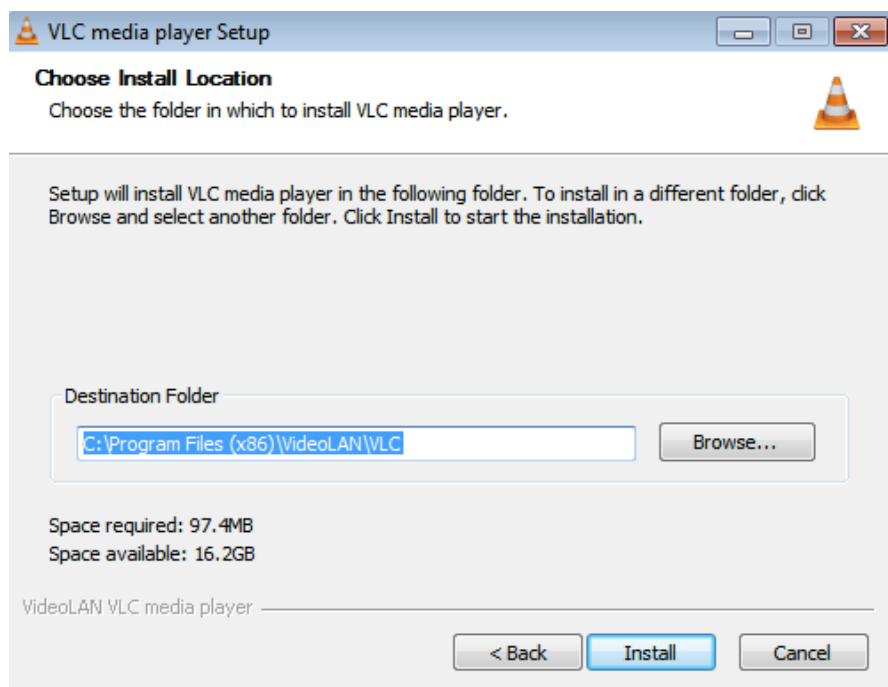 VLC media player Setup
Choose Install Location
Choose the folder in which to install VLC media player.
Setup will install VLC media player in the following folder. To install in a different folder, click
Browse and select another folder. Click Install to start the installation.
Destination Folder
C:\Program Files (x86)\VideoLAN\VLC
Browse...
Space required: 97.4MB
Space available: 16.2GB
VideoLAN VLC media player
< Back
Install
Cancel